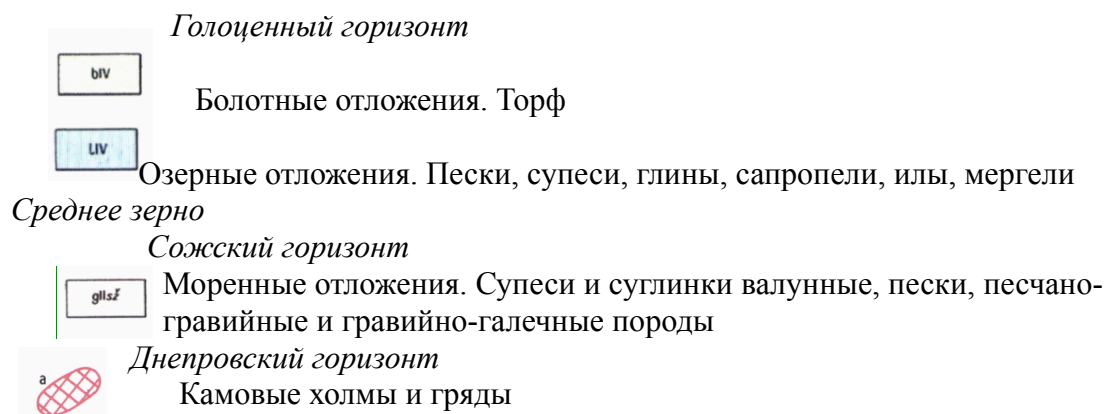 Голоценный горизонт
bIV
Болотные отложения. Торф
LIV
Озерные отложения. Пески, супеси, глины, сапропели, илы, мергели
Среднее зерно
Сожский горизонт
gIIsž
Моренные отложения. Супеси и суглинки валунные, пески, песчано-
гравийные и гравийно-галечные породы
Днепровский горизонт
a
Камовые холмы и гряды